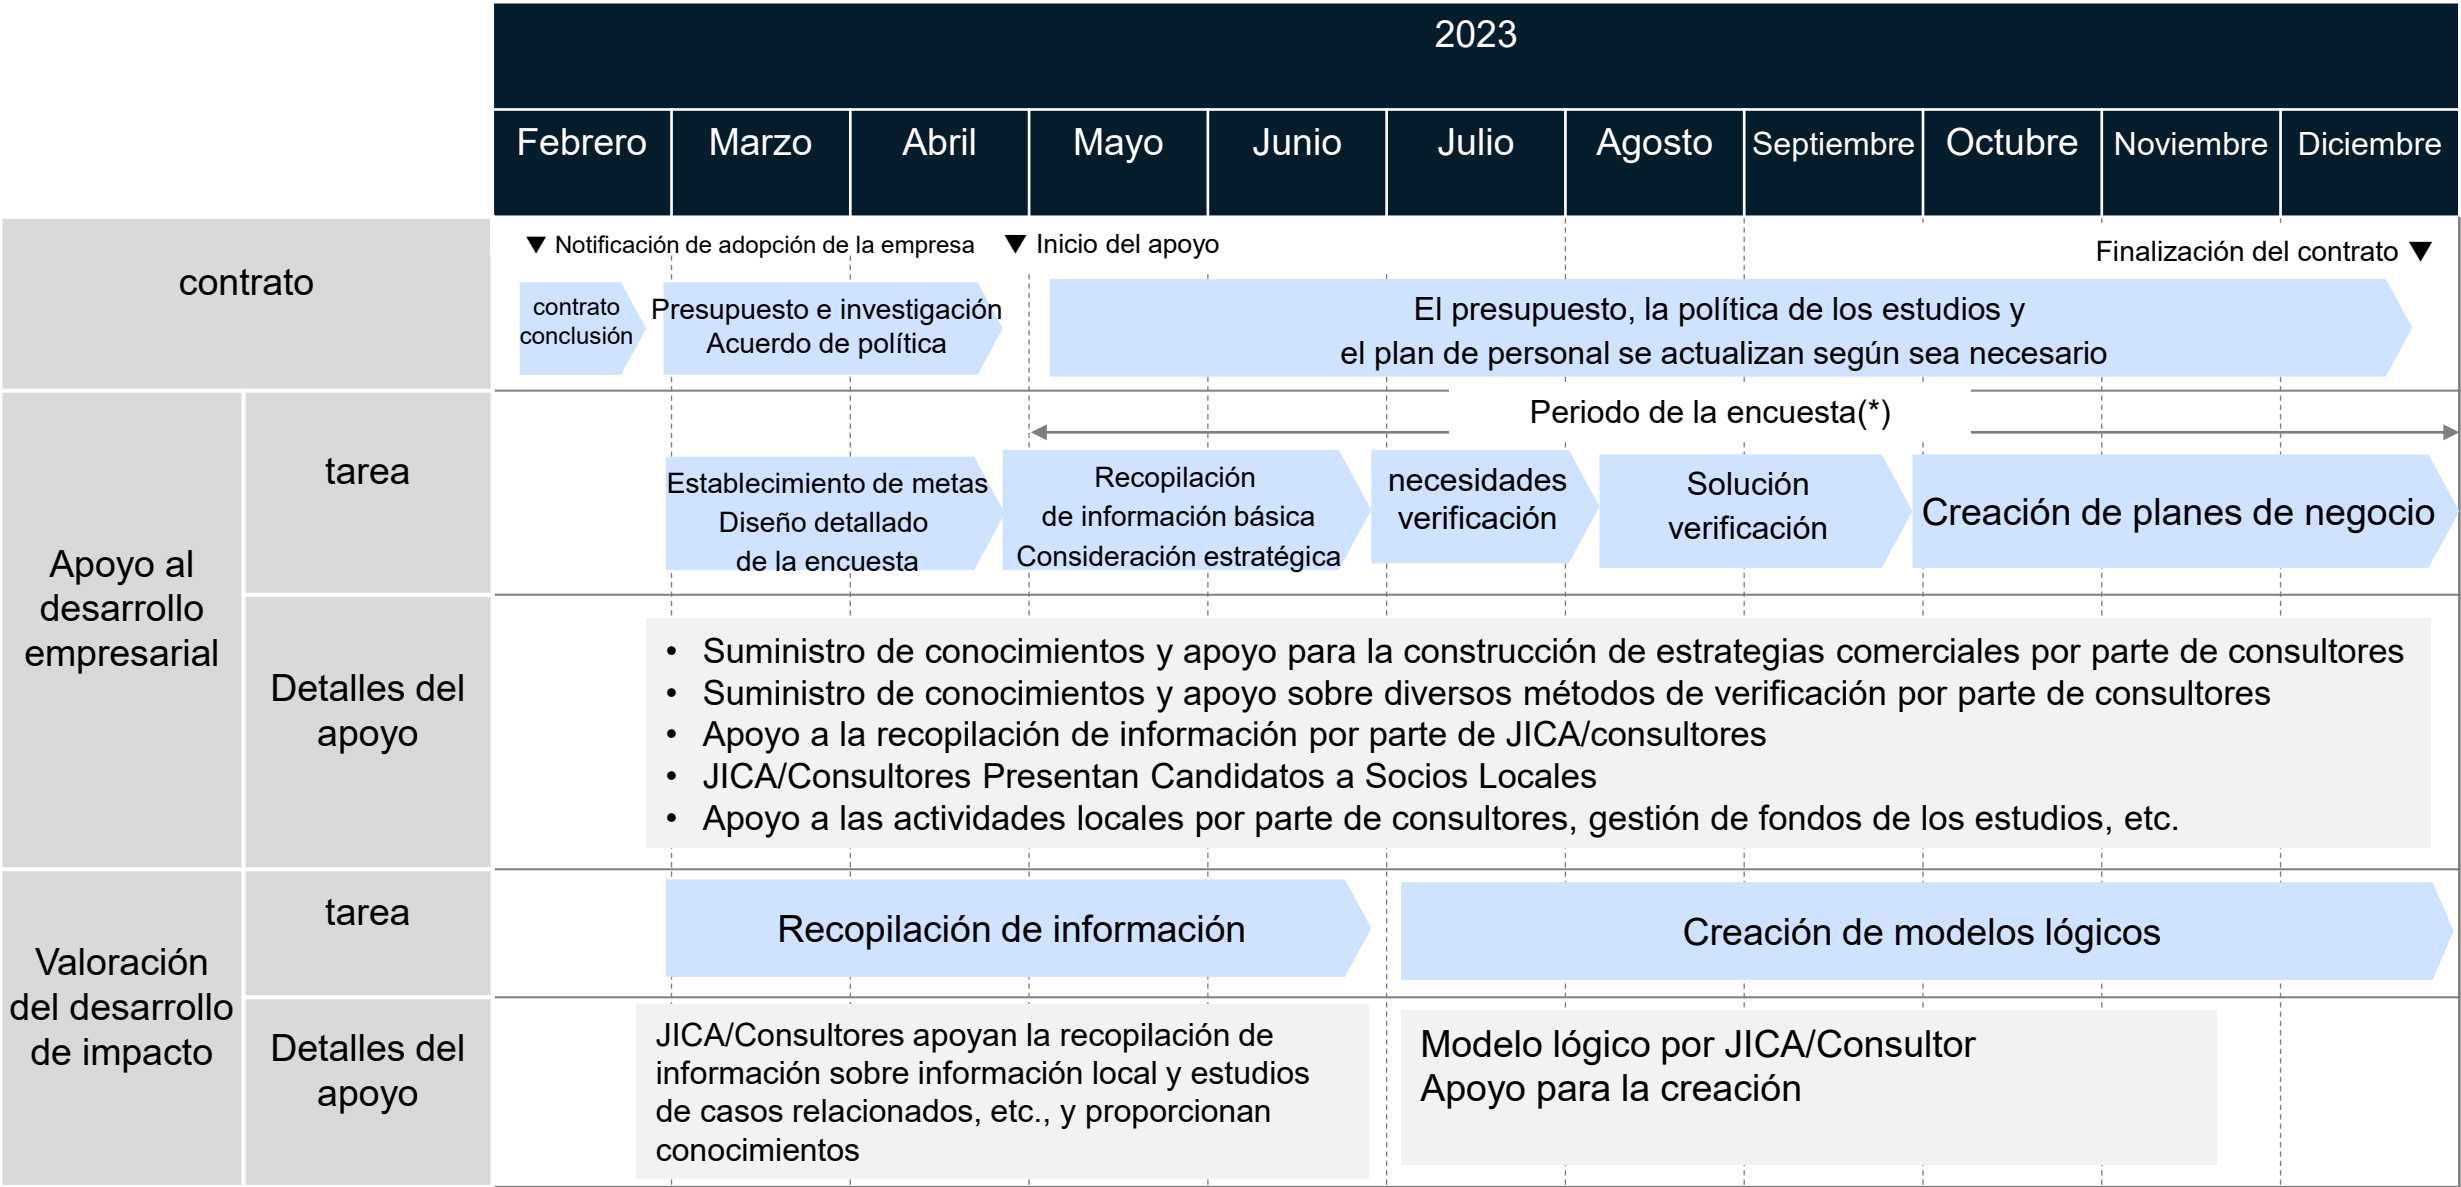 2023
Febrero Marzo Abril Mayo Junio Julio Agosto Septiembre Octubre Noviembre Diciembre
contrato
▼ Notificación de adopción de la empresa
▼ Inicio del apoyo
Finalización del contrato ▼
contrato
conclusión
Presupuesto e investigación
Acuerdo de política
El presupuesto, la política de los estudios y
el plan de personal se actualizan según sea necesario
Apoyo al
desarrollo
empresarial
tarea
Periodo de la encuesta(*)
Establecimiento de metas
Diseño detallado
de la encuesta
Recopilación
de información básica
Consideración estratégica
necesidades
verificación
Solución
verificación
Creación de planes de negocio
Detalles del
apoyo
• Suministro de conocimientos y apoyo para la construcción de estrategias comerciales por parte de consultores
• Suministro de conocimientos y apoyo sobre diversos métodos de verificación por parte de consultores
• Apoyo a la recopilación de información por parte de JICA/consultores
• JICA/Consultores Presentan Candidatos a Socios Locales
• Apoyo a las actividades locales por parte de consultores, gestión de fondos de los estudios, etc.
Valoración
del desarrollo
de impacto
tarea
Recopilación de información
Creación de modelos lógicos
Detalles del
apoyo
JICA/Consultores apoyan la recopilación de
información sobre información local y estudios
de casos relacionados, etc., y proporcionan
conocimientos
Modelo lógico por JICA/Consultor
Apoyo para la creación